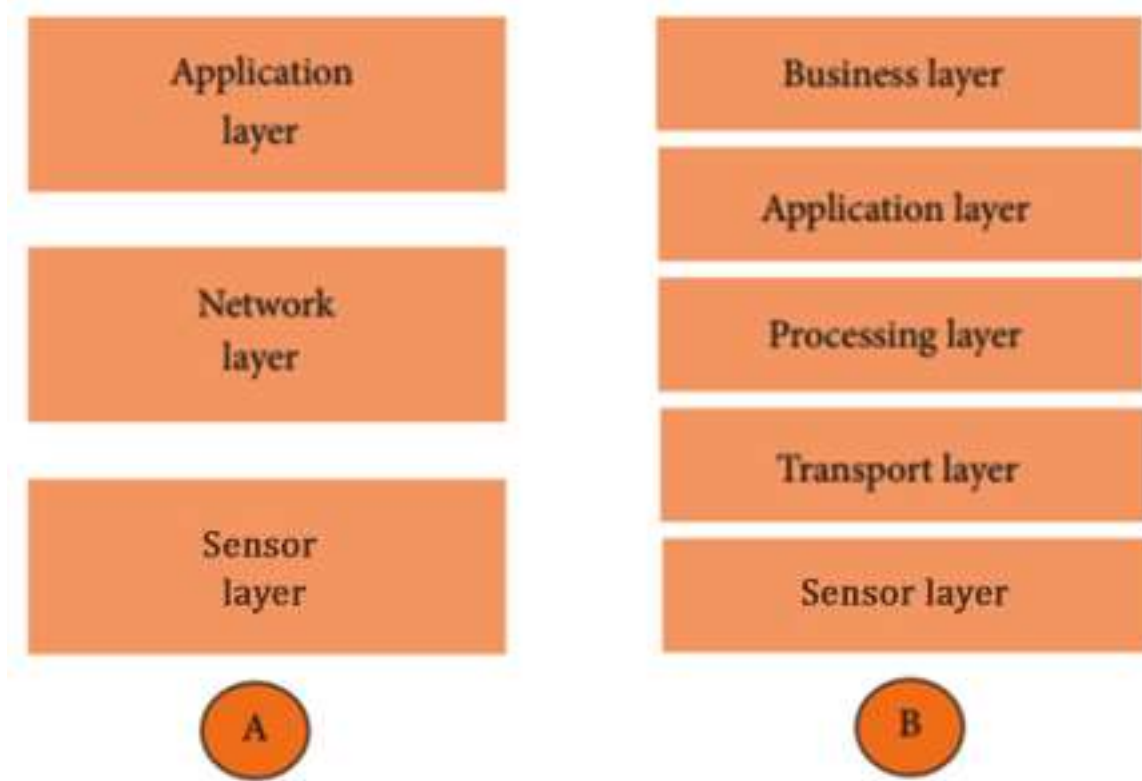 Application
layer
Network
layer
Sensor
layer
A
Business layer
Application layer
Processing layer
Transport layer
Sensor layer
B